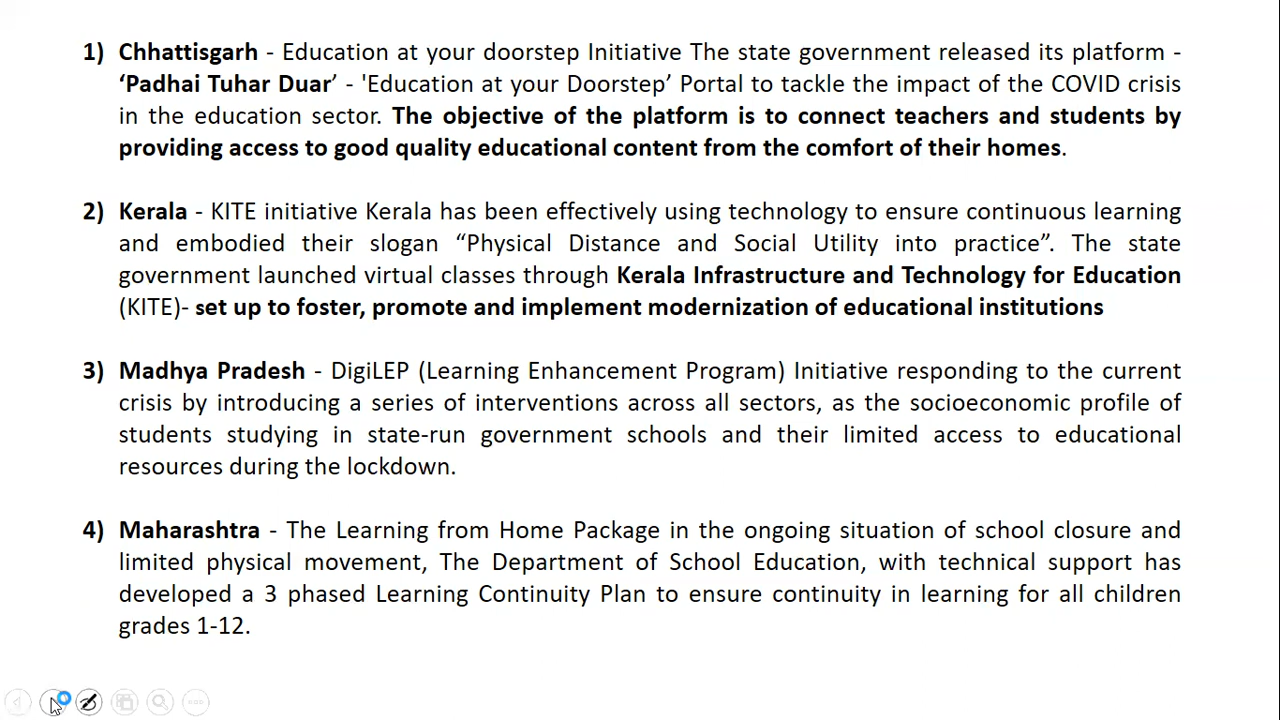 1) Chhattisgarh - Education at your doorstep Initiative The state government released its platform -
‘Padhai Tuhar Duar’ - 'Education at your Doorstep’ Portal to tackle the impact of the COVID crisis
in the education sector. The objective of the platform is to connect teachers and students by
providing access to good quality educational content from the comfort of their homes.
2) Kerala - KITE initiative Kerala has been effectively using technology to ensure continuous learning
and embodied their slogan “Physical Distance and Social Utility into practice”. The state
government launched virtual classes through Kerala Infrastructure and Technology for Education
(KITE)- set up to foster, promote and implement modernization of educational institutions
3) Madhya Pradesh - DigiLEP (Learning Enhancement Program) Initiative responding to the current
crisis by introducing a series of interventions across all sectors, as the socioeconomic profile of
students studying in state-run government schools and their limited access to educational
resources during the lockdown.
4) Maharashtra - The Learning from Home Package in the ongoing situation of school closure and
limited physical movement, The Department of School Education, with technical support has
developed a 3 phased Learning Continuity Plan to ensure continuity in learning for all children
grades 1-12.